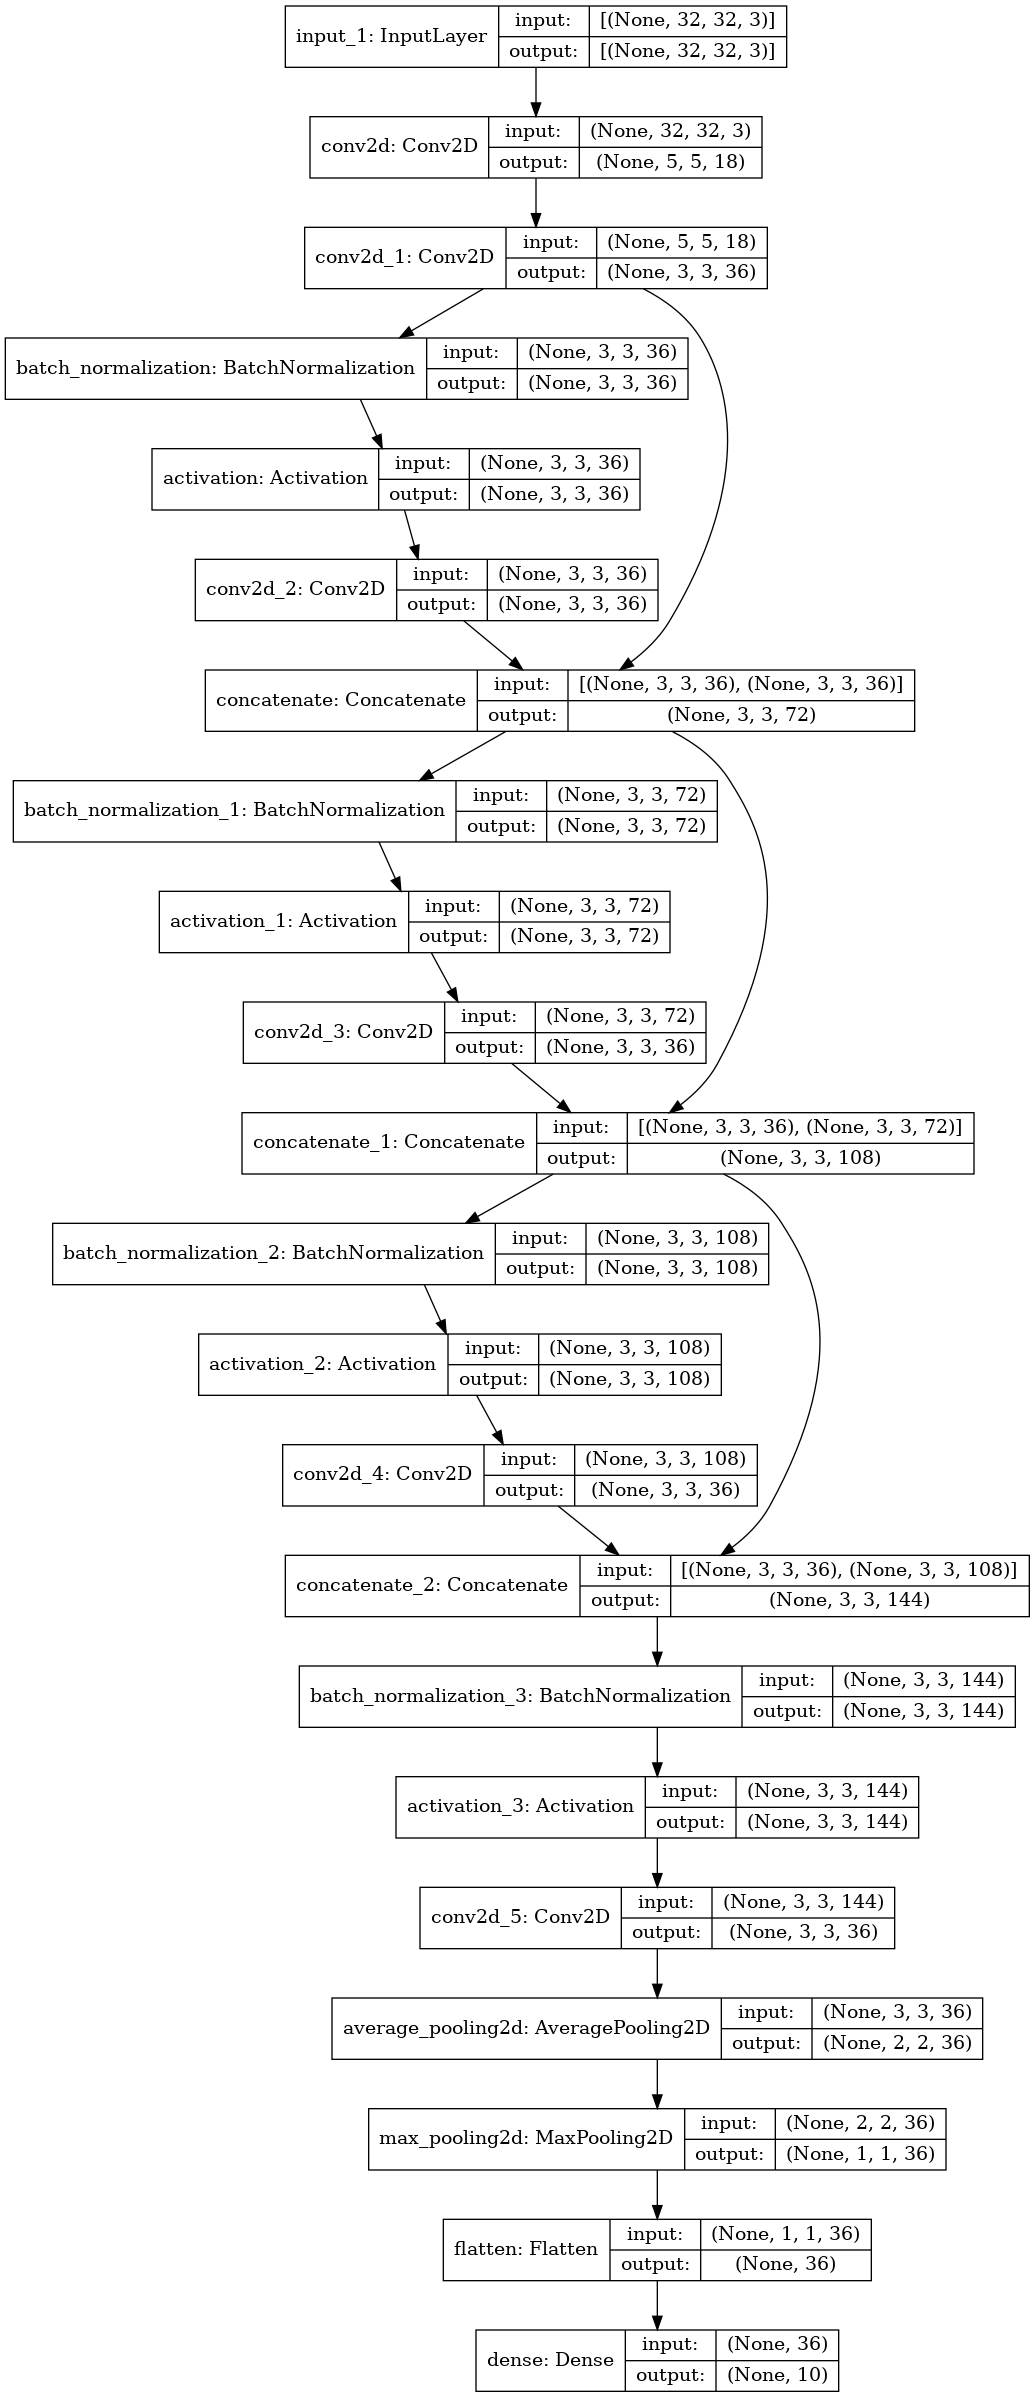 input_1: InputLayer
input: [(None, 32, 32, 3)]
output: [(None, 32, 32, 3)]
conv2d: Conv2D
input: (None, 32, 32, 3)
output: (None, 5, 5, 18)
conv2d_1: Conv2D
input: (None, 5, 5, 18)
output: (None, 3, 3, 36)
batch_normalization: BatchNormalization
input: (None, 3, 3, 36)
output: (None, 3, 3, 36)
activation: Activation
input: (None, 3, 3, 36)
output: (None, 3, 3, 36)
conv2d_2: Conv2D
input: (None, 3, 3, 36)
output: (None, 3, 3, 36)
concatenate: Concatenate
input: [(None, 3, 3, 36), (None, 3, 3, 36)]
output: (None, 3, 3, 72)
batch_normalization_1: BatchNormalization
input: (None, 3, 3, 72)
output: (None, 3, 3, 72)
activation_1: Activation
input: (None, 3, 3, 72)
output: (None, 3, 3, 72)
conv2d_3: Conv2D
input: (None, 3, 3, 72)
output: (None, 3, 3, 36)
concatenate_1: Concatenate
input: [(None, 3, 3, 36), (None, 3, 3, 72)]
output: (None, 3, 3, 108)
batch_normalization_2: BatchNormalization
input: (None, 3, 3, 108)
output: (None, 3, 3, 108)
activation_2: Activation
input: (None, 3, 3, 108)
output: (None, 3, 3, 108)
conv2d_4: Conv2D
input: (None, 3, 3, 108)
output: (None, 3, 3, 36)
concatenate_2: Concatenate
input: [(None, 3, 3, 36), (None, 3, 3, 108)]
output: (None, 3, 3, 144)
batch_normalization_3: BatchNormalization
input: (None, 3, 3, 144)
output: (None, 3, 3, 144)
activation_3: Activation
input: (None, 3, 3, 144)
output: (None, 3, 3, 144)
conv2d_5: Conv2D
input: (None, 3, 3, 144)
output: (None, 3, 3, 36)
average_pooling2d: AveragePooling2D
input: (None, 3, 3, 36)
output: (None, 2, 2, 36)
max_pooling2d: MaxPooling2D
input: (None, 2, 2, 36)
output: (None, 1, 1, 36)
flatten: Flatten
input: (None, 1, 1, 36)
output: (None, 36)
dense: Dense
input: (None, 36)
output: (None, 10)